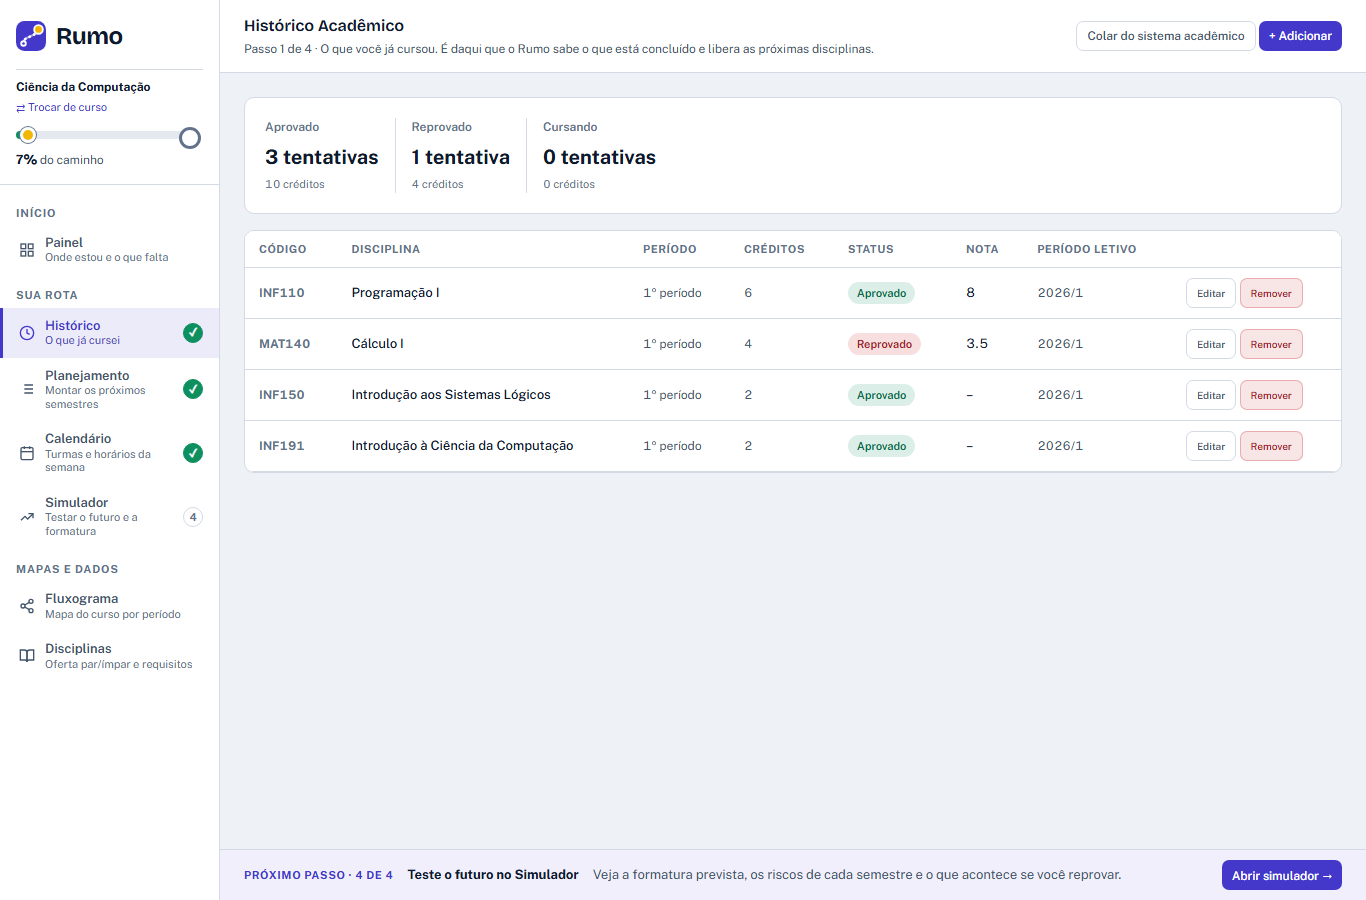 Rumo
Ciência da Computação
⇄ Trocar de curso
7% do caminho
INÍCIO
Painel
Onde estou e o que falta
SUA ROTA
Histórico
O que já cursei
Planejamento
Montar os próximos
semestres
Calendário
Turmas e horários da
semana
Simulador
Testar o futuro e a
formatura
4
MAPAS E DADOS
Fluxograma
Mapa do curso por período
Disciplinas
Oferta par/ímpar e requisitos
Histórico Acadêmico
Passo 1 de 4 · O que você já cursou. É daqui que o Rumo sabe o que está concluído e libera as próximas disciplinas.
Colar do sistema acadêmico
+ Adicionar
Aprovado
3 tentativas
10 créditos
Reprovado
1 tentativa
4 créditos
Cursando
0 tentativas
0 créditos
CÓDIGO DISCIPLINA PERÍODO CRÉDITOS STATUS NOTA PERÍODO LETIVO
INF110 Programação I 1º período 6 Aprovado 8 2026/1 Editar Remover
MAT140 Cálculo I 1º período 4 Reprovado 3.5 2026/1 Editar Remover
INF150 Introdução aos Sistemas Lógicos 1º período 2 Aprovado – 2026/1 Editar Remover
INF191 Introdução à Ciência da Computação 1º período 2 Aprovado – 2026/1 Editar Remover
PRÓXIMO PASSO · 4 DE 4 Teste o futuro no Simulador Veja a formatura prevista, os riscos de cada semestre e o que acontece se você reprovar.
Abrir simulador →